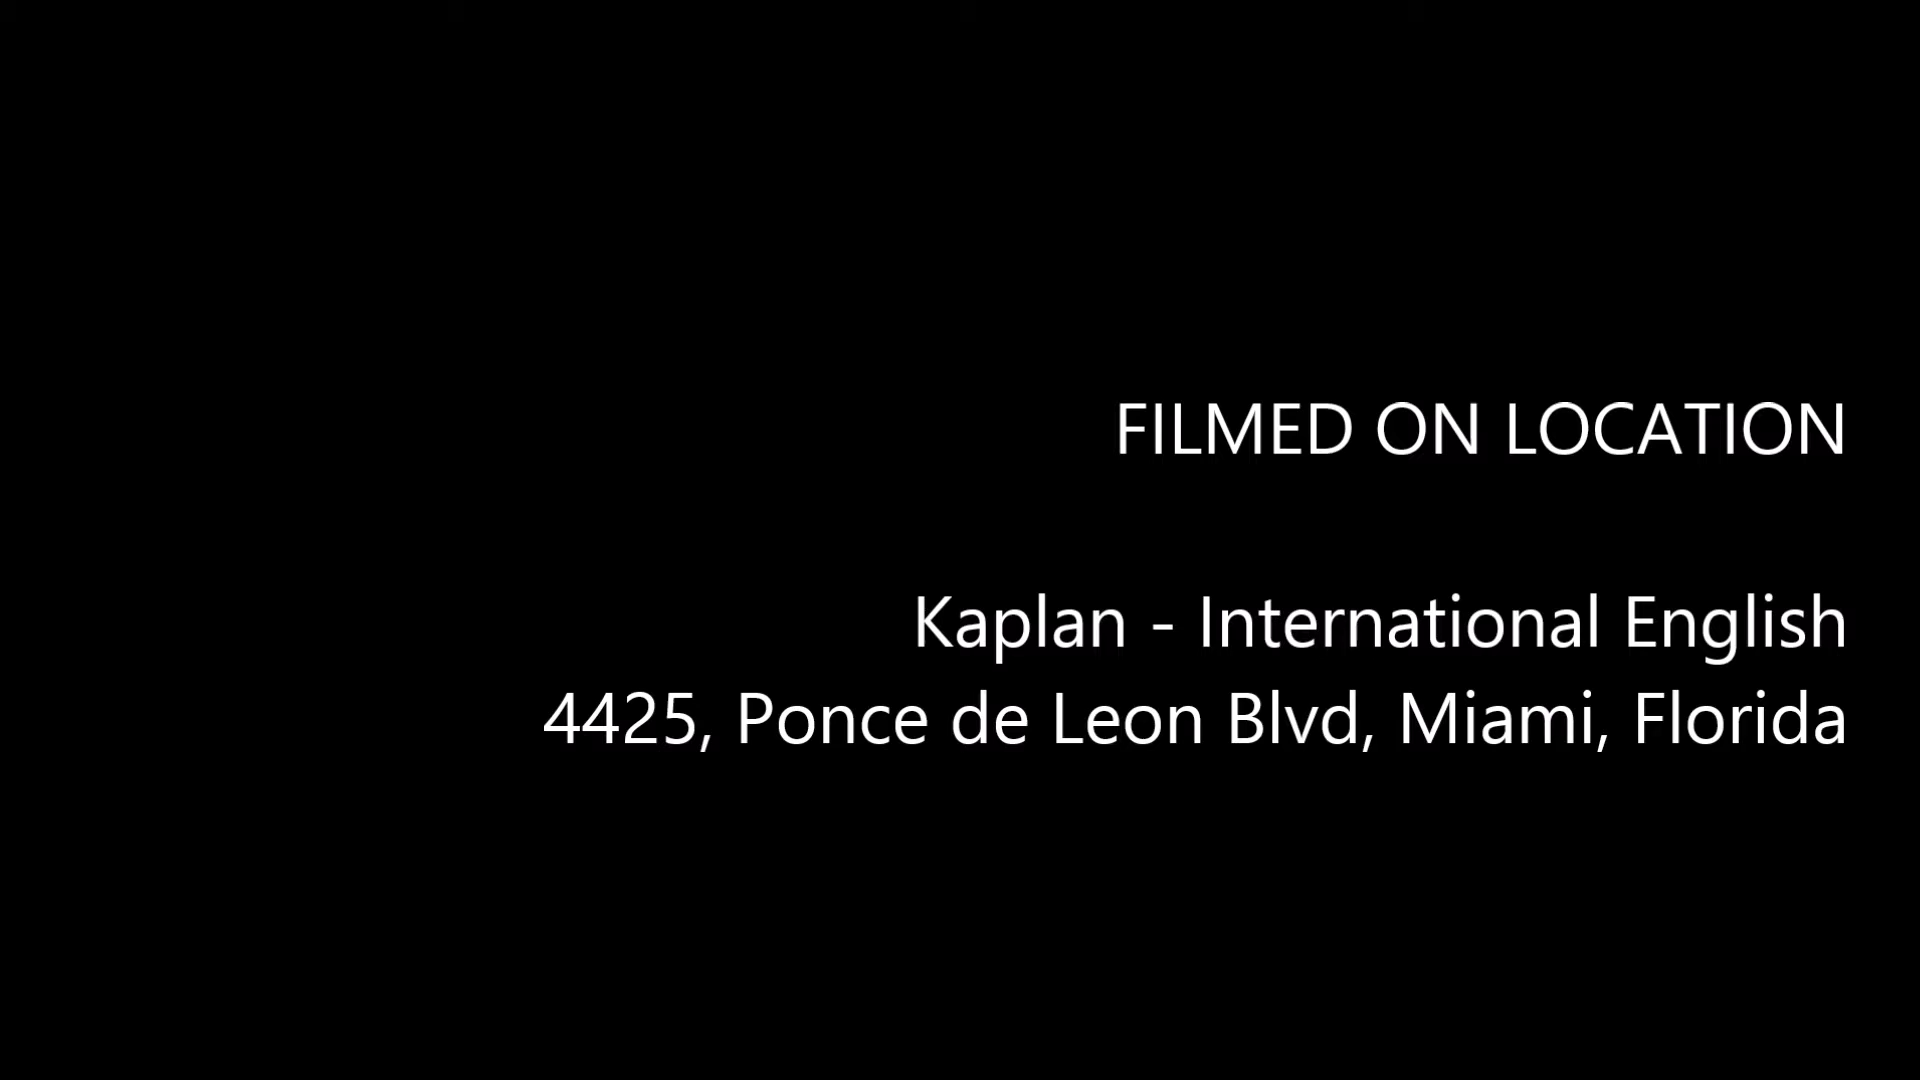 FILMED ON LOCATION
Kaplan - International English
4425, Ponce de Leon Blvd, Miami, Florida